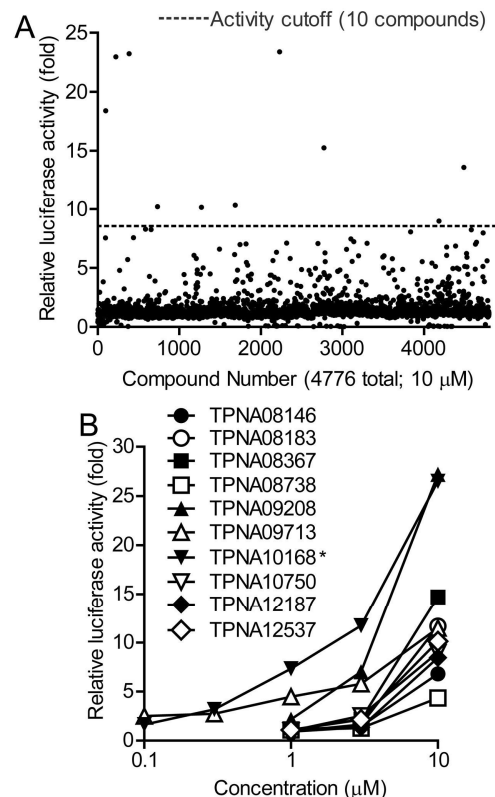 A
Activity cutoff (10 compounds)
Relative luciferase activity (fold)
25
20
15
10
5
0
0 1000 2000 3000 4000
Compound Number (4776 total; 10 μM)
B
TPNA08146
TPNA08183
TPNA08367
TPNA08738
TPNA09208
TPNA09713
TPNA10168*
TPNA10750
TPNA12187
TPNA12537
Relative luciferase activity (fold)
30
25
20
15
10
5
0
0.1 1 10
Concentration (μM)